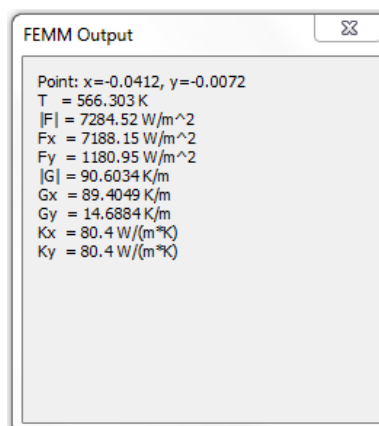 FEMM Output
Point: x=-0.0412, y=-0.0072
T = 566.303 K
|F| = 7284.52 W/m^2
Fx = 7188.15 W/m^2
Fy = 1180.95 W/m^2
|G| = 90.6034 K/m
Gx = 89.4049 K/m
Gy = 14.6884 K/m
Kx = 80.4 W/(m*K)
Ky = 80.4 W/(m*K)